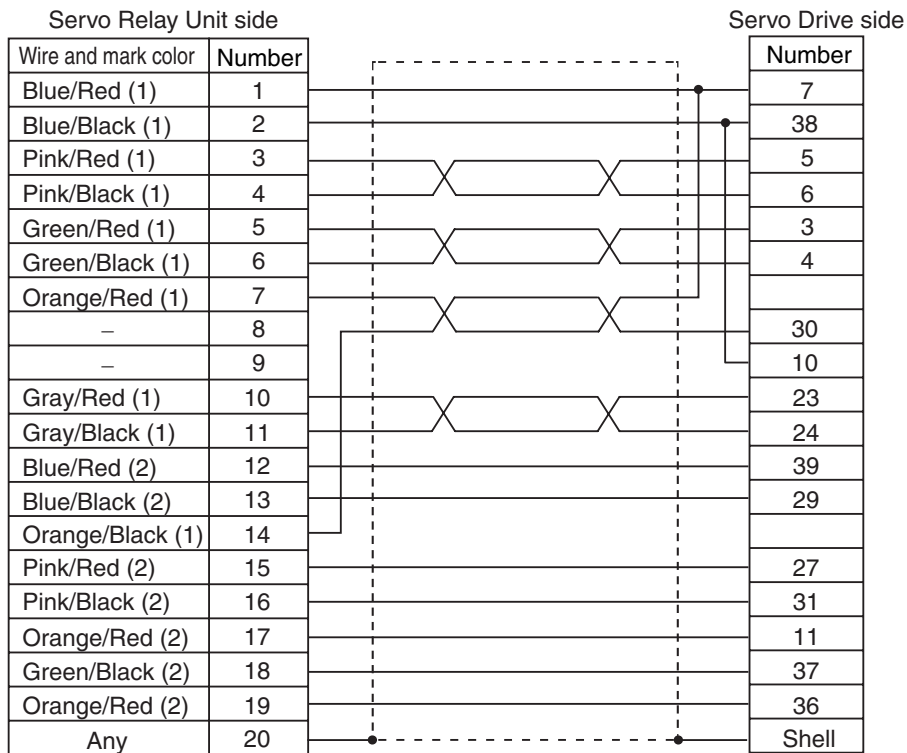 Servo Relay Unit side Servo Drive side
Wire and mark color Number Number
Blue/Red (1) 1 7
Blue/Black (1) 2 38
Pink/Red (1) 3 5
Pink/Black (1) 4 6
Green/Red (1) 5 3
Green/Black (1) 6 4
Orange/Red (1) 7
– 8 30
– 9 10
Gray/Red (1) 10 23
Gray/Black (1) 11 24
Blue/Red (2) 12 39
Blue/Black (2) 13 29
Orange/Black (1) 14
Pink/Red (2) 15 27
Pink/Black (2) 16 31
Orange/Red (2) 17 11
Green/Black (2) 18 37
Orange/Red (2) 19 36
Any 20 Shell